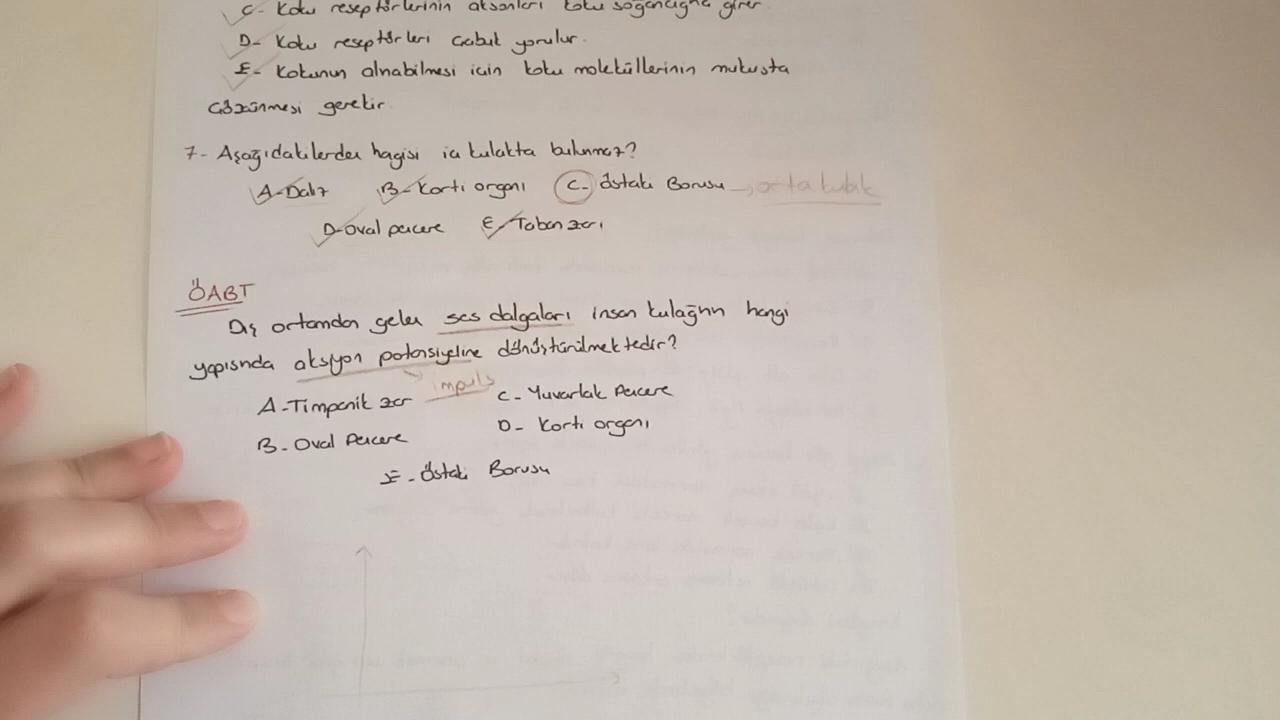 C- Koku reseptörlerinin aksonları koku soğancığına girer.
D- Koku reseptörleri çabuk yorulur.
E- Kokunun alınabilmesi için koku moleküllerinin mukusta
çözünmesi gerekir
7- Aşağıdakilerden hagisi iç kulakta bulunmaz?
A-Dalız B- Korti organı C- Östaki Borusu → orta kulak
D-Oval pencere E- Taban zarı
ÖABT
Dış ortamdan gelen ses dalgaları insan kulağının hangi
yapısında aksiyon potansiyeline dönüştürülmektedir?
→ impuls
A-Timpanik zar C- Yuvarlak Pencere
B- Oval Pencere D- Korti organı
E- Östaki Borusu